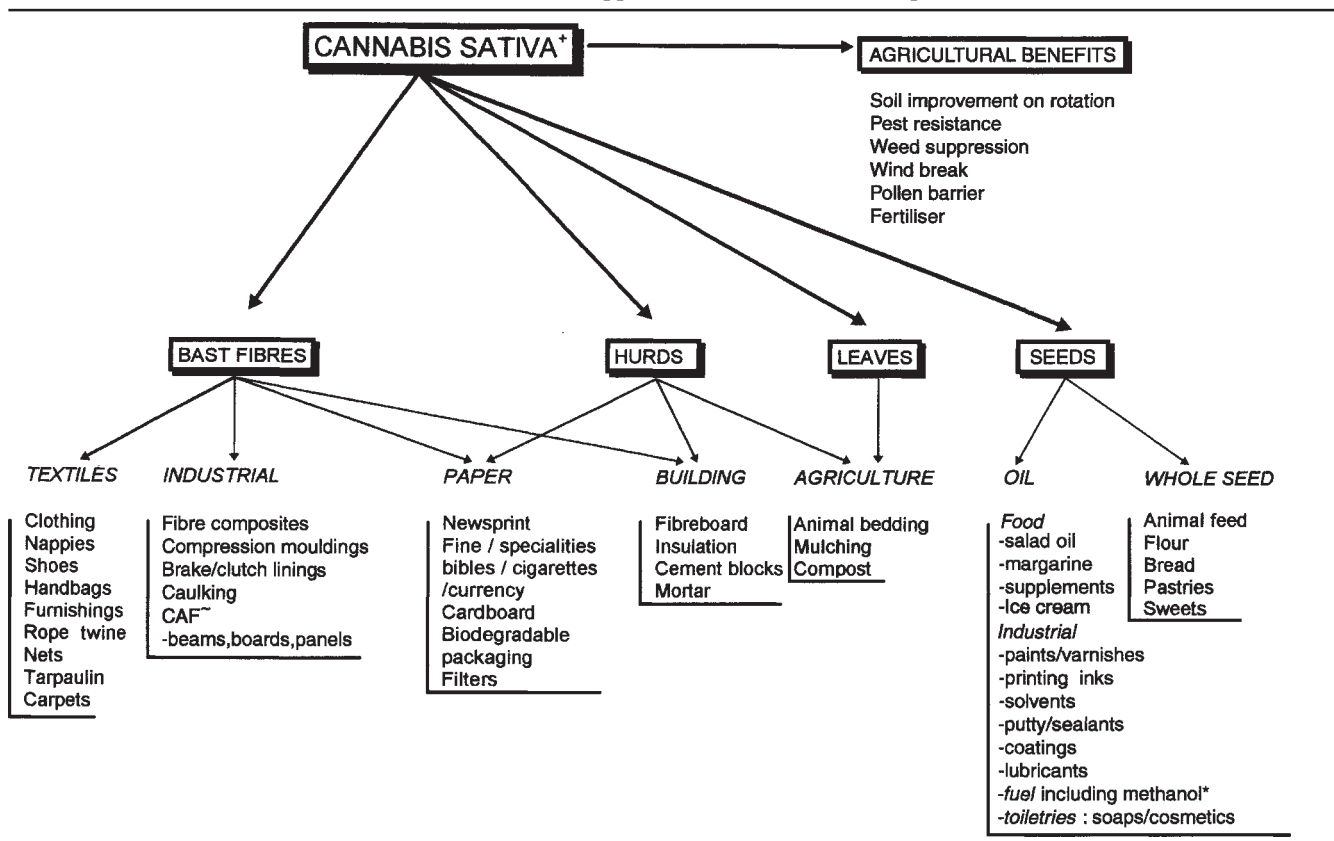 CANNABIS SATIVA+
AGRICULTURAL BENEFITS
Soil improvement on rotation
Pest resistance
Weed suppression
Wind break
Pollen barrier
Fertiliser
BAST FIBRES
HURDS
LEAVES
SEEDS
TEXTILES
Clothing
Nappies
Shoes
Handbags
Furnishings
Rope twine
Nets
Tarpaulin
Carpets
INDUSTRIAL
Fibre composites
Compression mouldings
Brake/clutch linings
Caulking
CAF~
-beams,boards,panels
PAPER
Newsprint
Fine / specialities
bibles / cigarettes
/currency
Cardboard
Biodegradable
packaging
Filters
BUILDING
Fibreboard
Insulation
Cement blocks
Mortar
AGRICULTURE
Animal bedding
Mulching
Compost
OIL
Food
-salad oil
-margarine
-supplements
-Ice cream
Industrial
-paints/varnishes
-printing inks
-solvents
-putty/sealants
-coatings
-lubricants
-fuel including methanol*
-toiletries : soaps/cosmetics
WHOLE SEED
Animal feed
Flour
Bread
Pastries
Sweets